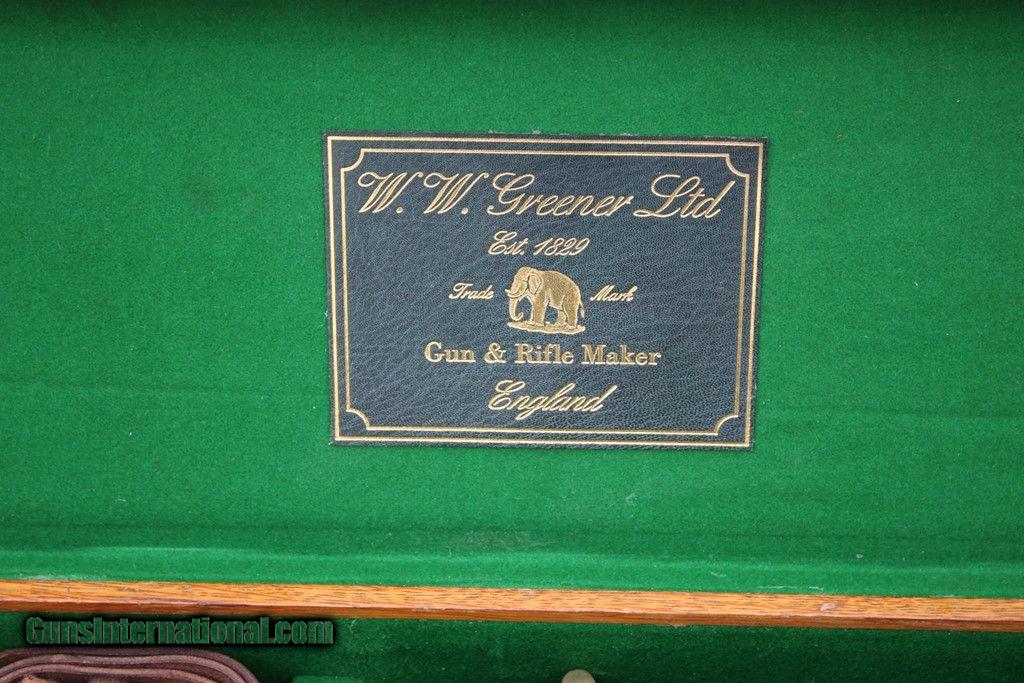 W. W. Greener Ltd
Est. 1829
Trade Mark
Gun & Rifle Maker
England
GunsInternational.com